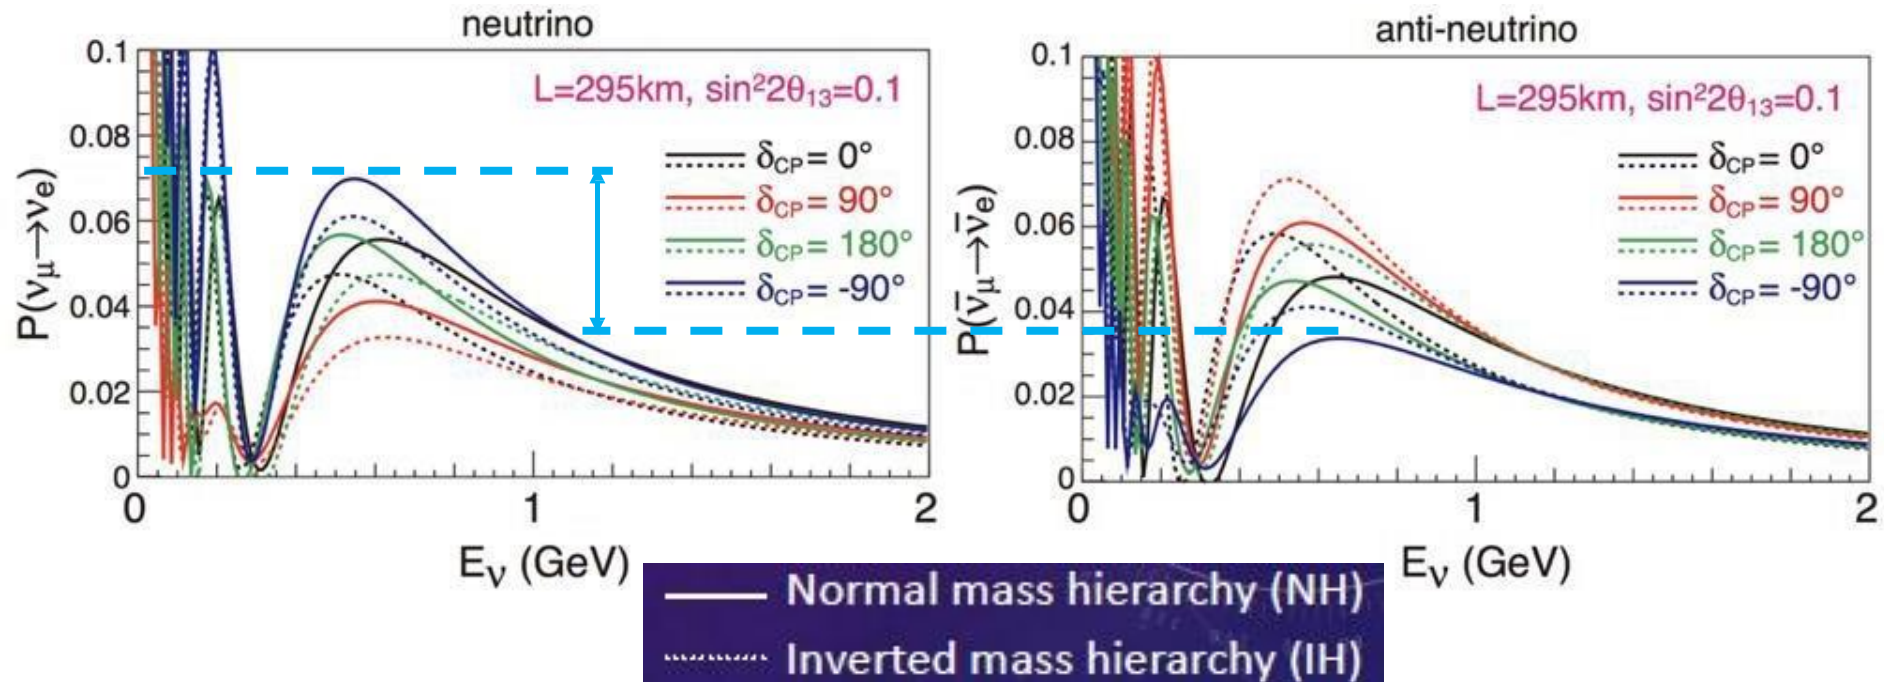 neutrino
L=295km, sin²2θ₁₃=0.1
δCP = 0°
δCP = 90°
δCP = 180°
δCP = -90°
P(νμ→νe)
0.1
0.08
0.06
0.04
0.02
0
0 1 2
Eν (GeV)
anti-neutrino
L=295km, sin²2θ₁₃=0.1
δCP = 0°
δCP = 90°
δCP = 180°
δCP = -90°
P(ν̄μ→ν̄e)
0.1
0.08
0.06
0.04
0.02
0
0 1 2
Eν (GeV)
Normal mass hierarchy (NH)
Inverted mass hierarchy (IH)